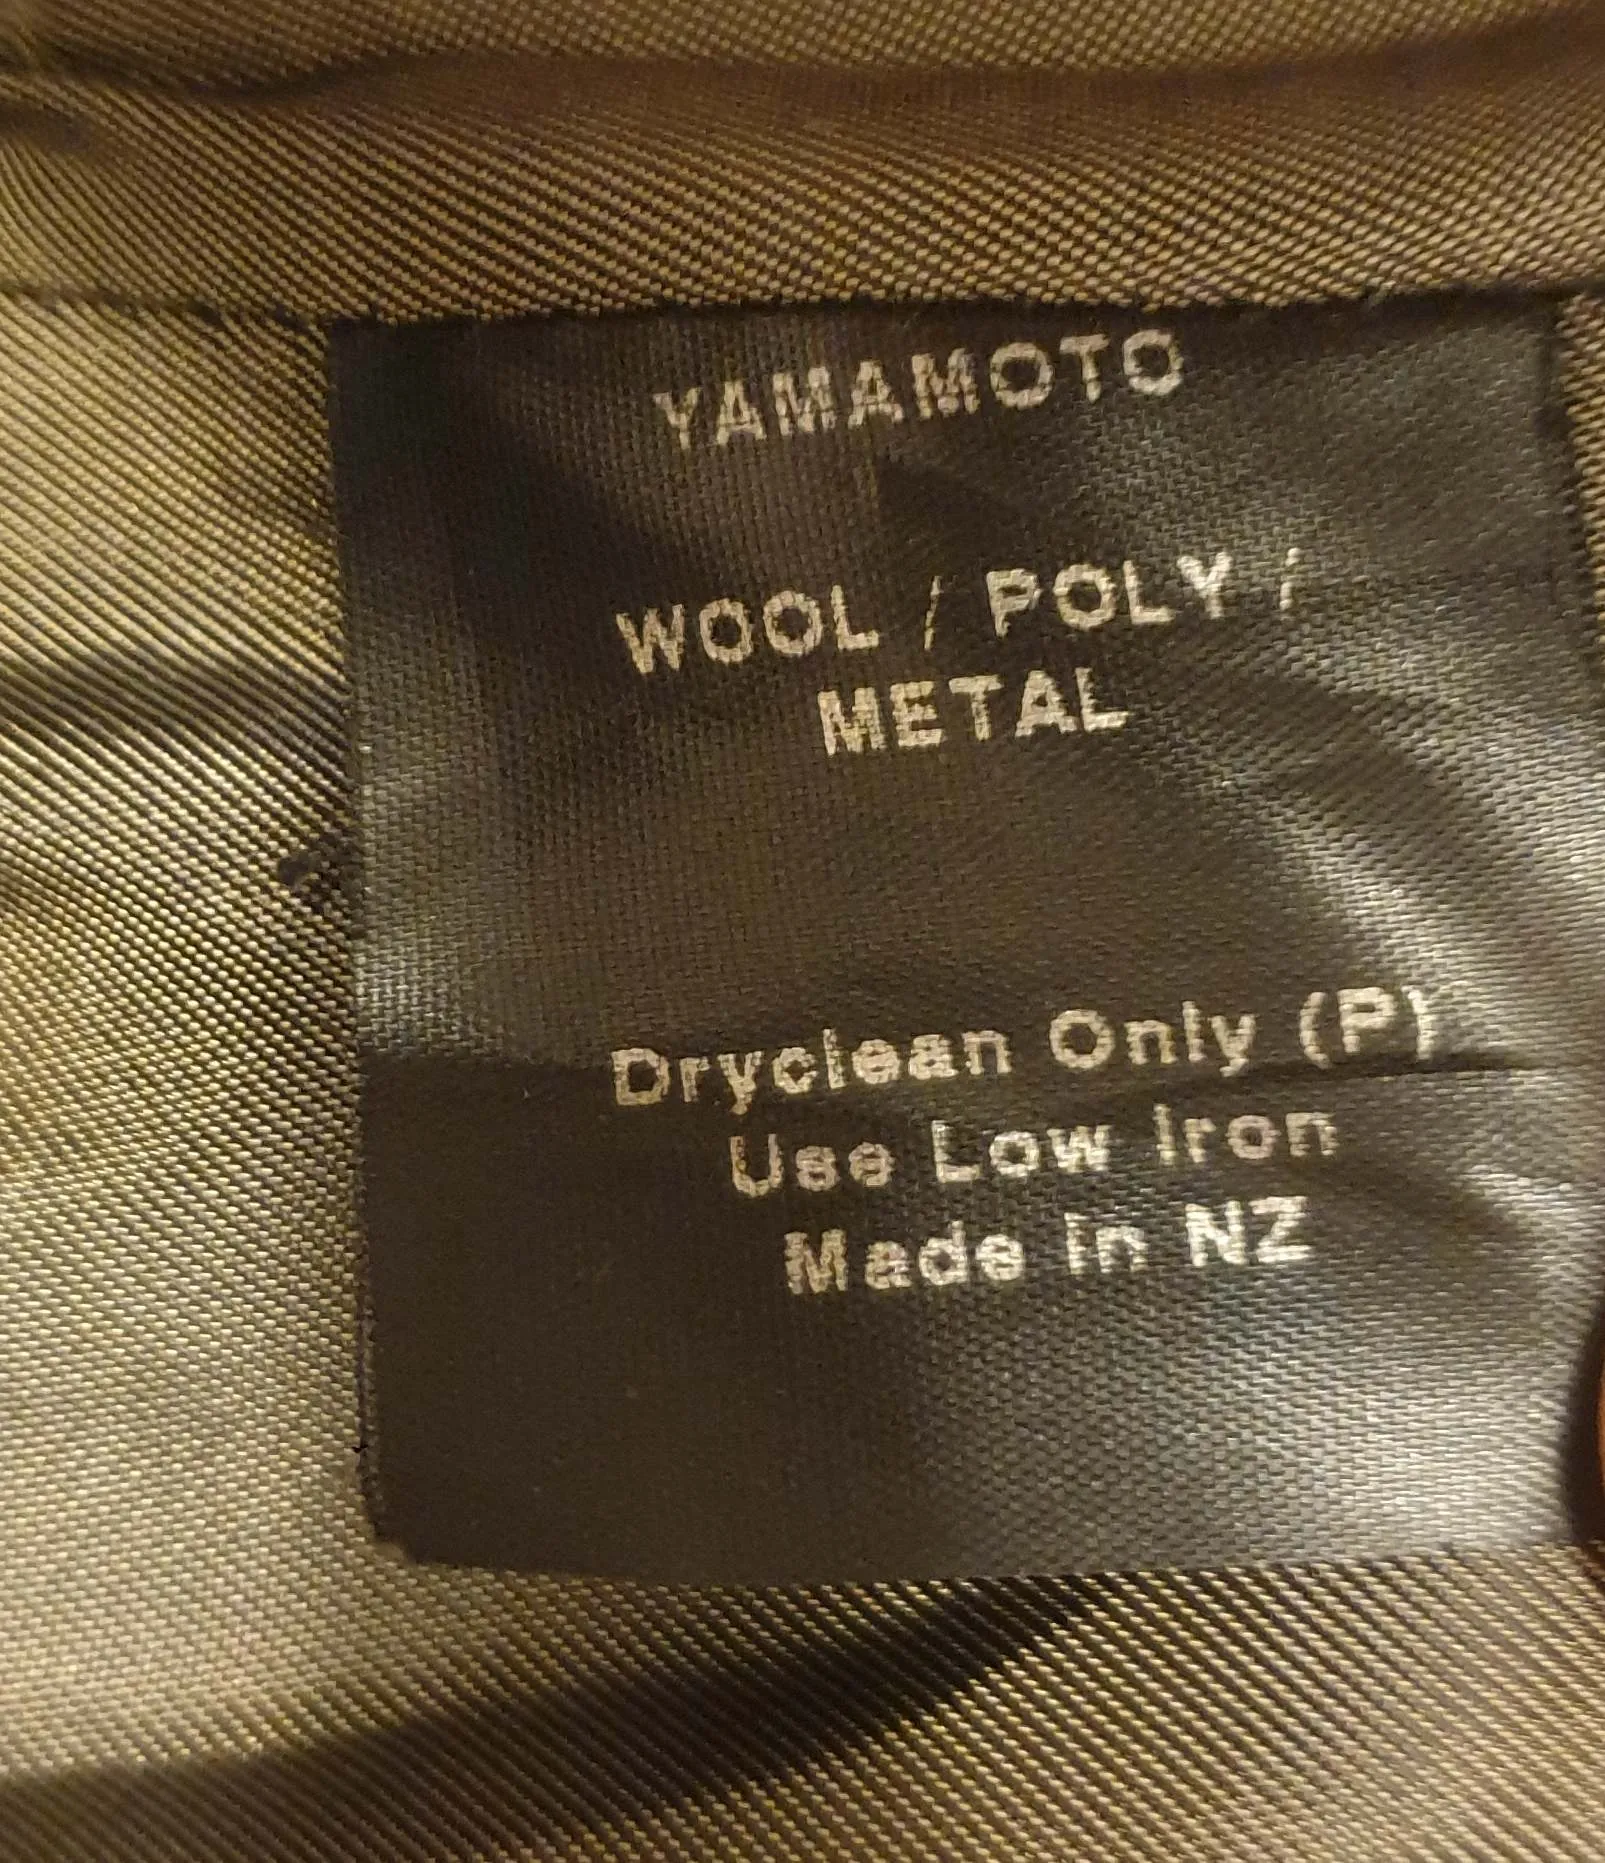 YAMAMOTO
WOOL / POLY /
METAL
Dryclean Only (P)
Use Low Iron
Made in NZ